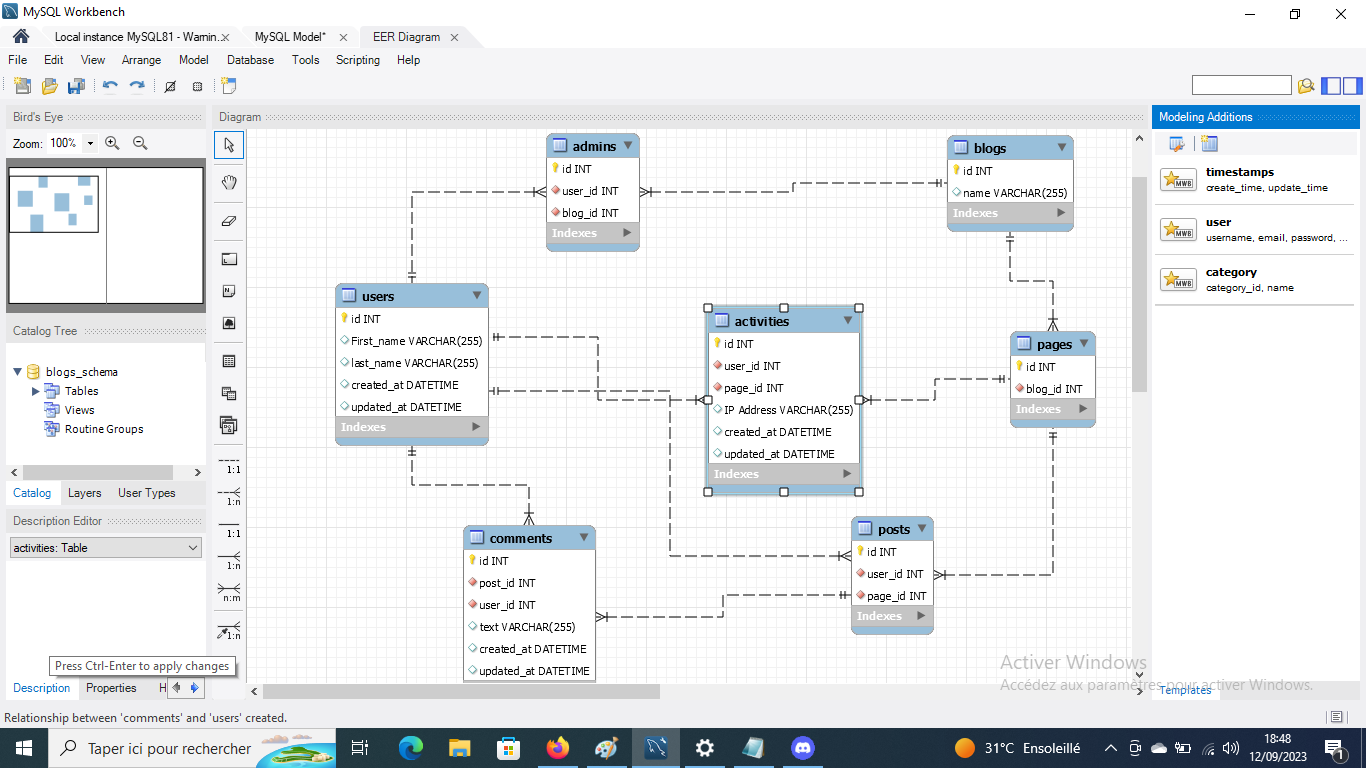 MySQL Workbench
Local instance MySQL81 - Warnin...
MySQL Model*
EER Diagram
File Edit View Arrange Model Database Tools Scripting Help
Bird's Eye
Zoom: 100%
Catalog Tree
blogs_schema
Tables
Views
Routine Groups
Catalog Layers User Types
Description Editor
activities: Table
Press Ctrl-Enter to apply changes
Description Properties H
Diagram
1:1
1:n
1:1
1:n
n:m
1:n
admins
id INT
user_id INT
blog_id INT
Indexes
blogs
id INT
name VARCHAR(255)
Indexes
users
id INT
First_name VARCHAR(255)
last_name VARCHAR(255)
created_at DATETIME
updated_at DATETIME
Indexes
activities
id INT
user_id INT
page_id INT
IP Address VARCHAR(255)
created_at DATETIME
updated_at DATETIME
Indexes
pages
id INT
blog_id INT
Indexes
comments
id INT
post_id INT
user_id INT
text VARCHAR(255)
created_at DATETIME
updated_at DATETIME
posts
id INT
user_id INT
page_id INT
Indexes
Modeling Additions
MWB
timestamps
create_time, update_time
MWB
user
username, email, password, ...
MWB
category
category_id, name
Activer Windows
Accédez aux paramètres pour activer Windows.
Templates
Relationship between 'comments' and 'users' created.
Taper ici pour rechercher
31°C Ensoleillé
18:48
12/09/2023
1